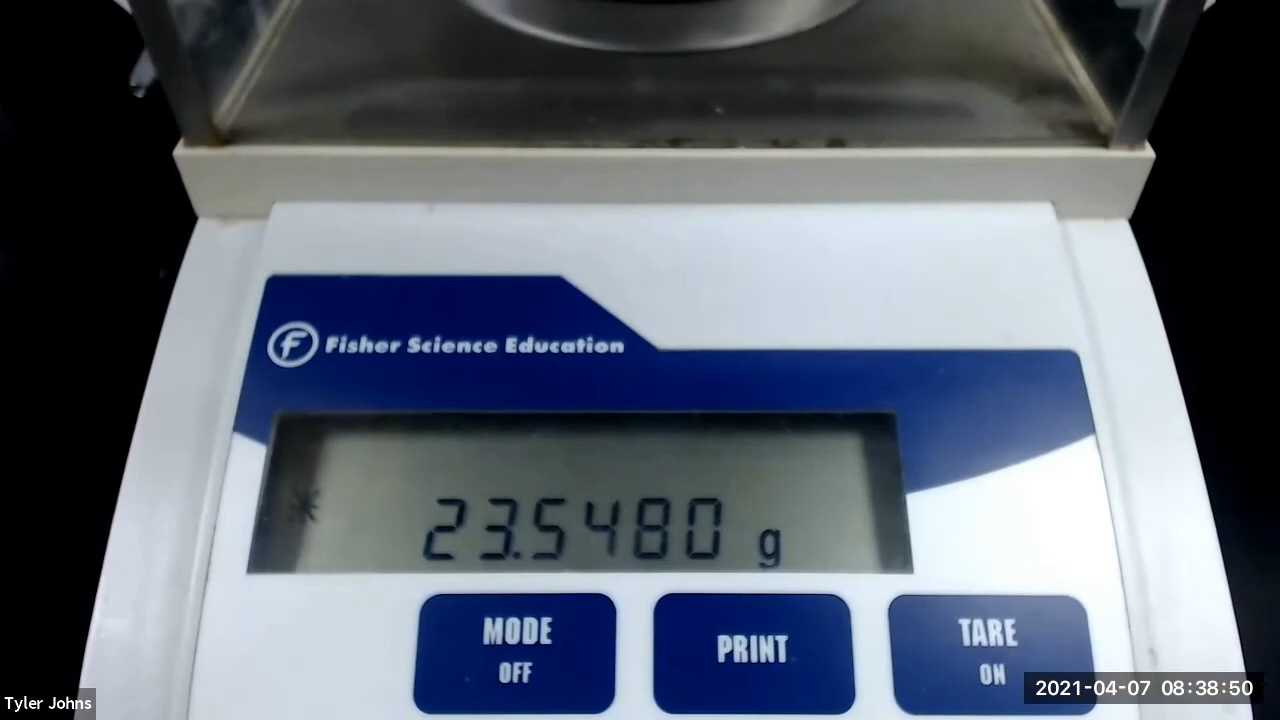 Fisher Science Education
* 23.5480 g
MODE
OFF
PRINT
TARE
ON
2021-04-07 08:38:50
Tyler Johns